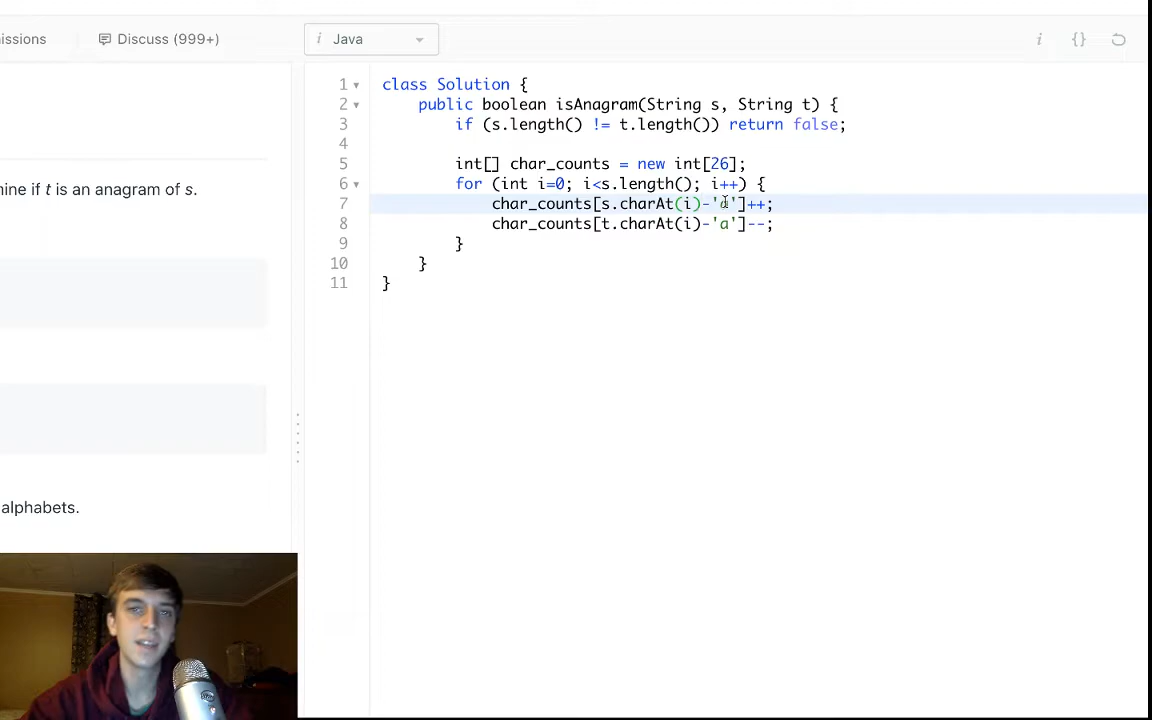 issions
Discuss (999+)
i Java
i {}
nine if t is an anagram of s.
alphabets.
1 class Solution {
2 public boolean isAnagram(String s, String t) {
3 if (s.length() != t.length()) return false;
4
5 int[] char_counts = new int[26];
6 for (int i=0; i<s.length(); i++) {
7 char_counts[s.charAt(i)-'a']++;
8 char_counts[t.charAt(i)-'a']--;
9 }
10 }
11 }